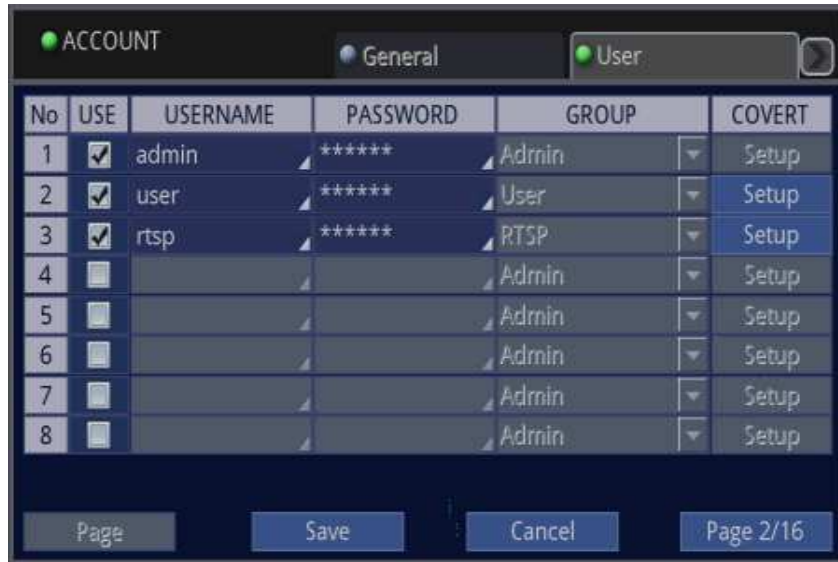 ACCOUNT General User
No USE USERNAME PASSWORD GROUP COVERT
1 admin ****** Admin Setup
2 user ****** User Setup
3 rtsp ****** RTSP Setup
4 Admin Setup
5 Admin Setup
6 Admin Setup
7 Admin Setup
8 Admin Setup
Page Save Cancel Page 2/16